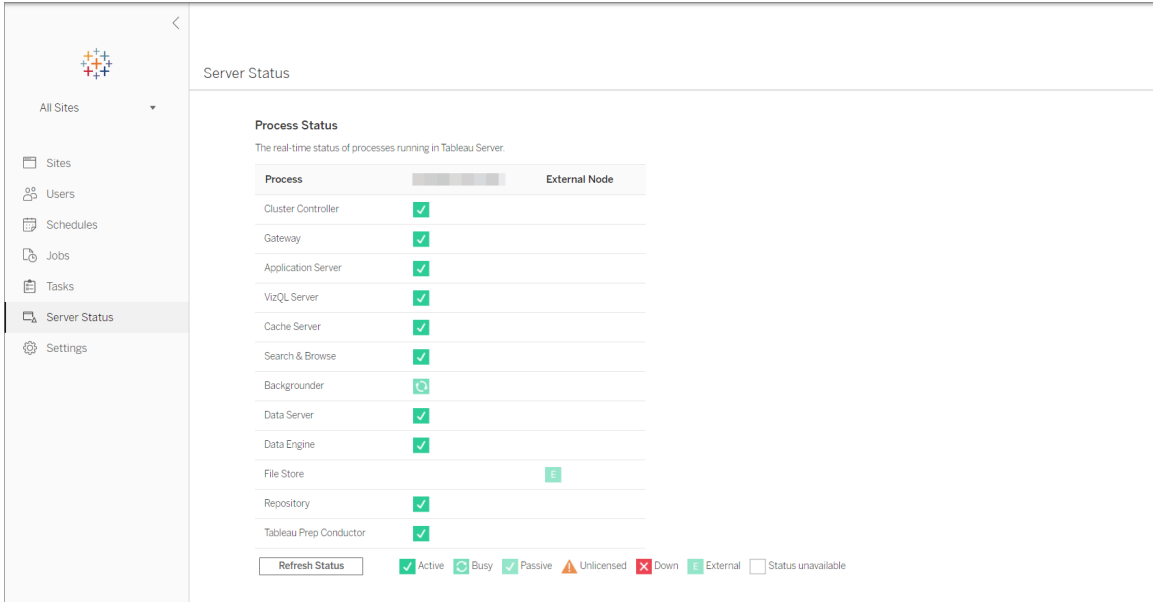 Server Status
All Sites
Sites
Users
Schedules
Jobs
Tasks
Server Status
Settings
Process Status
The real-time status of processes running in Tableau Server.
Process External Node
Cluster Controller
Gateway
Application Server
VizQL Server
Cache Server
Search & Browse
Backgrounder
Data Server
Data Engine
File Store E
Repository
Tableau Prep Conductor
Refresh Status Active Busy Passive Unlicensed Down E External Status unavailable